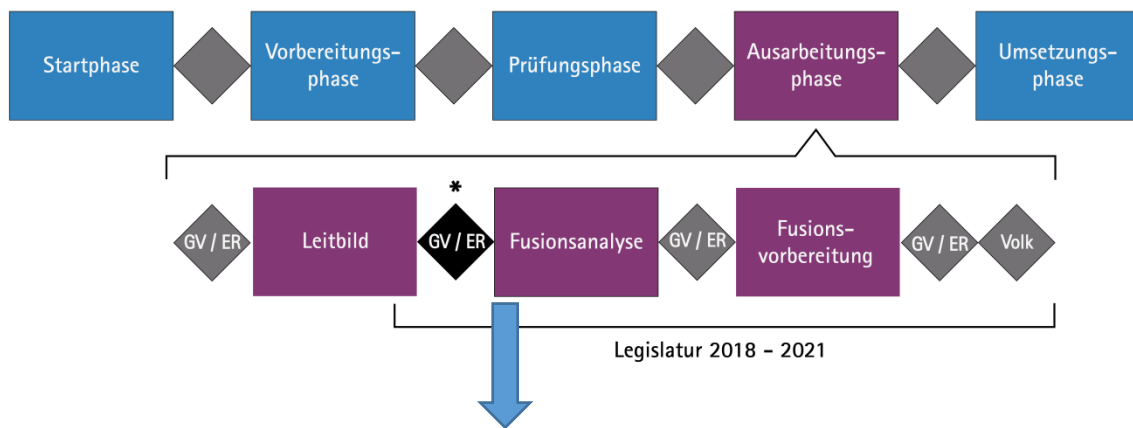 Startphase
Vorbereitungs-
phase
Prüfungsphase
Ausarbeitungs-
phase
Umsetzungs-
phase
*
GV / ER
Leitbild
GV / ER
Fusionsanalyse
GV / ER
Fusions-
vorbereitung
GV / ER
Volk
Legislatur 2018 – 2021